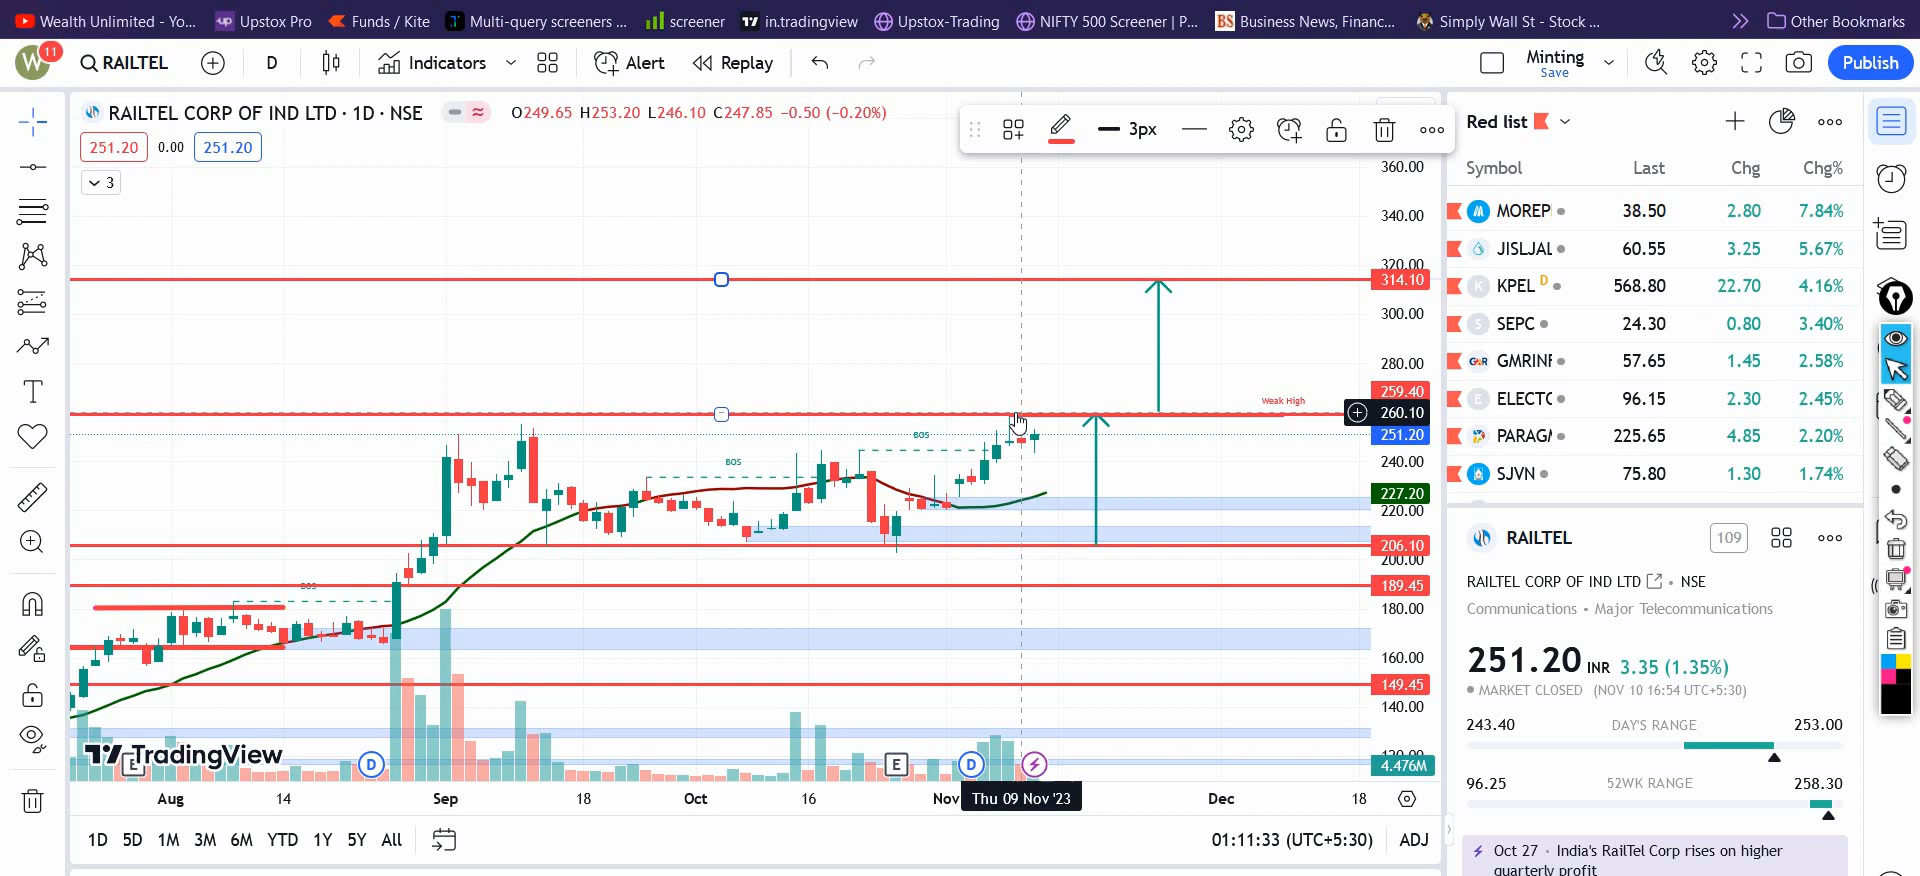 Wealth Unlimited - Yo...
Upstox Pro
Funds / Kite
Multi-query screeners ...
screener
in.tradingview
Upstox-Trading
NIFTY 500 Screener | P...
Business News, Financ...
Simply Wall St - Stock ...
Other Bookmarks
W 11
RAILTEL
D
Indicators
Alert
Replay
Minting
Save
Publish
RAILTEL CORP OF IND LTD · 1D · NSE
O249.65 H253.20 L246.10 C247.85 −0.50 (−0.20%)
251.20 0.00 251.20
3
3px
360.00
340.00
320.00
314.10
300.00
280.00
259.40
260.10
251.20
240.00
227.20
220.00
206.10
200.00
189.45
180.00
160.00
149.45
140.00
120.00
4.476M
Weak High
BOS
BOS
BOS
TradingView
E
D
E
D
Aug 14 Sep 18 Oct 16 Nov Thu 09 Nov '23 Dec 18
1D 5D 1M 3M 6M YTD 1Y 5Y All
01:11:33 (UTC+5:30) ADJ
Red list
Symbol Last Chg Chg%
MOREP 38.50 2.80 7.84%
JISLJAL 60.55 3.25 5.67%
KPEL D 568.80 22.70 4.16%
SEPC 24.30 0.80 3.40%
GMRINF 57.65 1.45 2.58%
ELECTC 96.15 2.30 2.45%
PARAGM 225.65 4.85 2.20%
SJVN 75.80 1.30 1.74%
RAILTEL 109
RAILTEL CORP OF IND LTD • NSE
Communications • Major Telecommunications
251.20 INR 3.35 (1.35%)
MARKET CLOSED (NOV 10 16:54 UTC+5:30)
243.40 DAY'S RANGE 253.00
96.25 52WK RANGE 258.30
Oct 27 · India's RailTel Corp rises on higher
quarterly profit